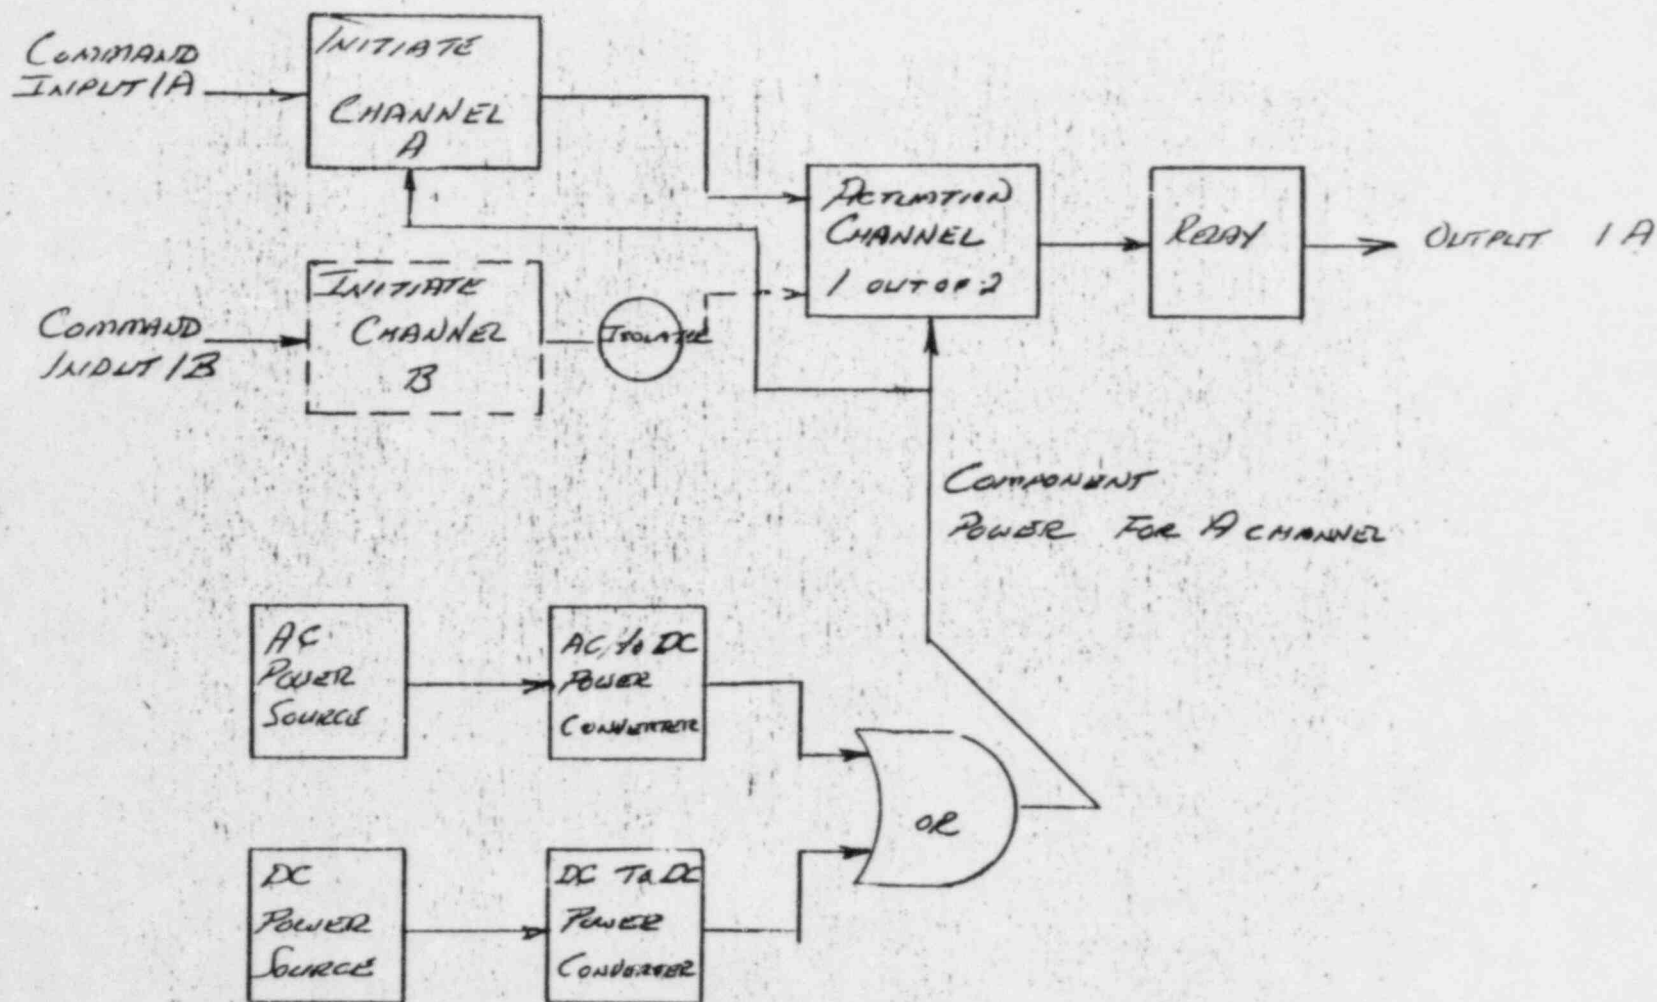 COMMAND
INPUT 1A
INITIATE
CHANNEL
A
ACTUATION
CHANNEL
1 OUT OF 2
RELAY
OUTPUT 1A
COMMAND
INPUT 1B
INITIATE
CHANNEL
B
ISOLATER
COMPONENT
POWER FOR A CHANNEL
AC
POWER
SOURCE
AC to DC
POWER
CONVERTER
OR
DC
POWER
SOURCE
DC TO DC
POWER
CONVERTER